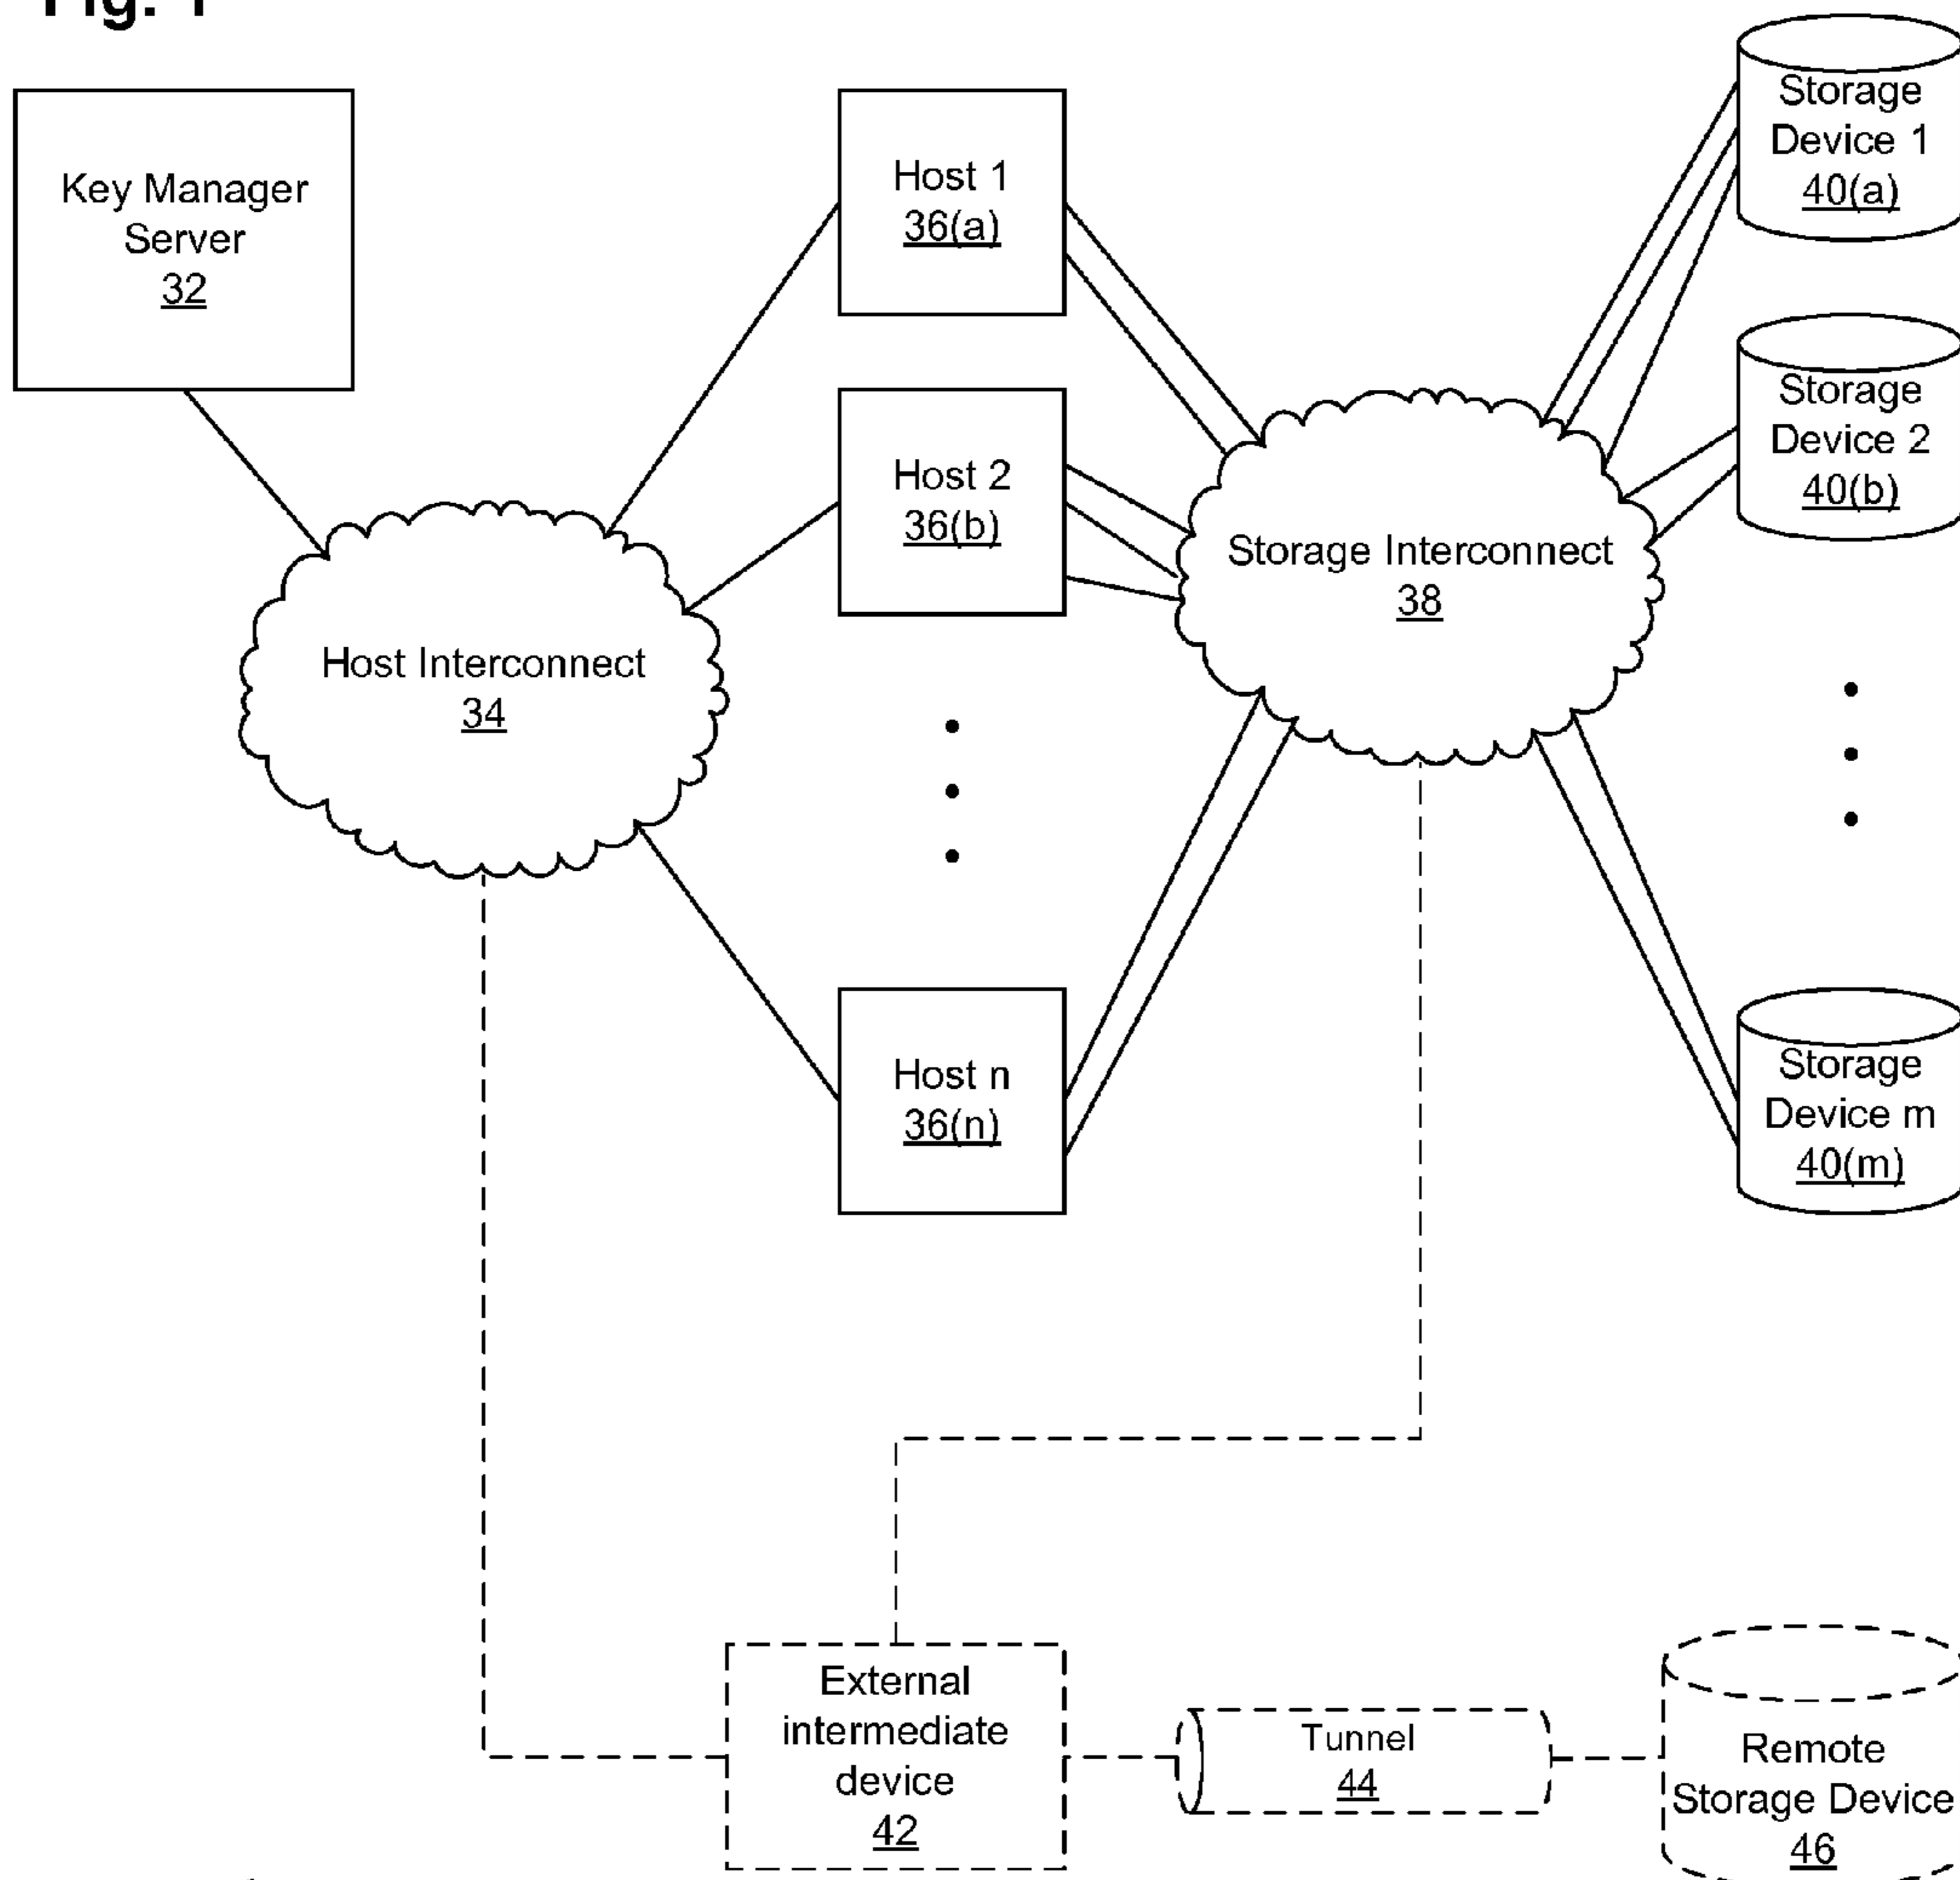 Fig. 1
Key Manager
Server
32
Host 1
36(a)
Storage
Device 1
40(a)
Host 2
36(b)
Storage
Device 2
40(b)
Storage Interconnect
38
Host Interconnect
34
Host n
36(n)
Storage
Device m
40(m)
External
intermediate
device
42
Tunnel
44
Remote
Storage Device
46